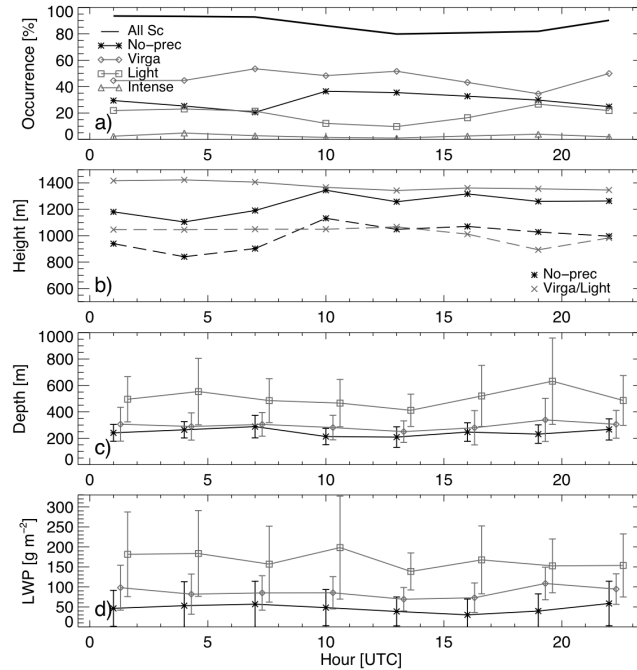 100
80
60
40
20
0
Occurrence [%]
All Sc
No-prec
Virga
Light
Intense
a)
0 5 10 15 20
1400
1200
1000
800
600
Height [m]
No-prec
Virga/Light
b)
0 5 10 15 20
1000
800
600
400
200
0
Depth [m]
c)
0 5 10 15 20
300
250
200
150
100
50
0
LWP [g m⁻²]
d)
0 5 10 15 20
Hour [UTC]